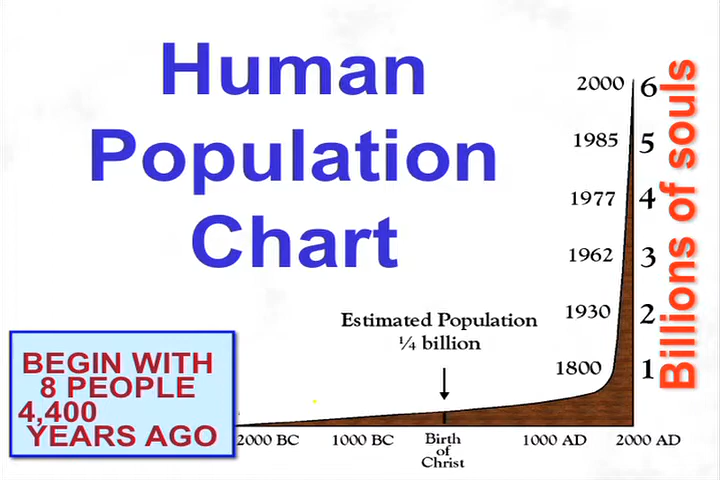 Human
Population
Chart
2000 6
1985 5
1977 4
1962 3
1930 2
1800 1
Billions of souls
Estimated Population
¼ billion
BEGIN WITH
8 PEOPLE
4,400
YEARS AGO
2000 BC
1000 BC
Birth
of
Christ
1000 AD
2000 AD